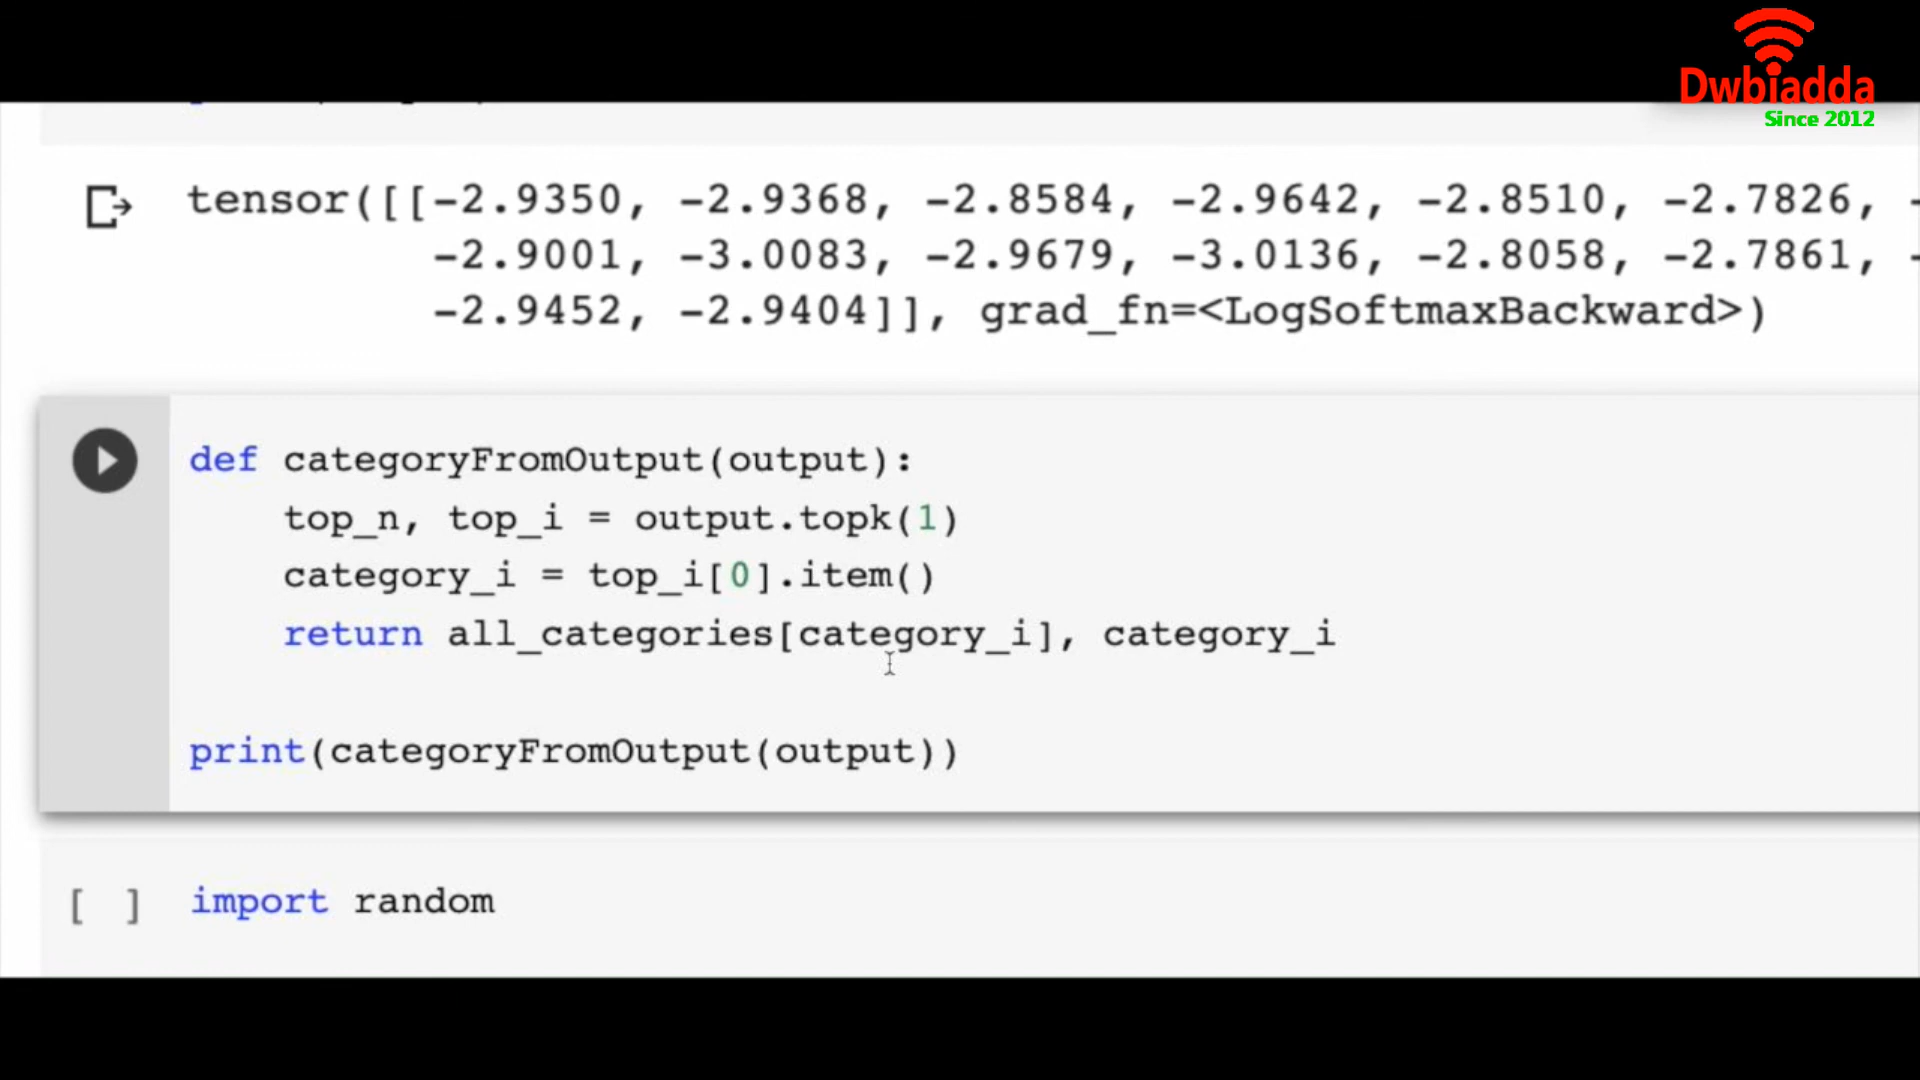 Dwbiadda
Since 2012
tensor([[-2.9350, -2.9368, -2.8584, -2.9642, -2.8510, -2.7826, -
-2.9001, -3.0083, -2.9679, -3.0136, -2.8058, -2.7861, -
-2.9452, -2.9404]], grad_fn=<LogSoftmaxBackward>)
def categoryFromOutput(output):
top_n, top_i = output.topk(1)
category_i = top_i[0].item()
return all_categories[category_i], category_i
print(categoryFromOutput(output))
[ ] import random